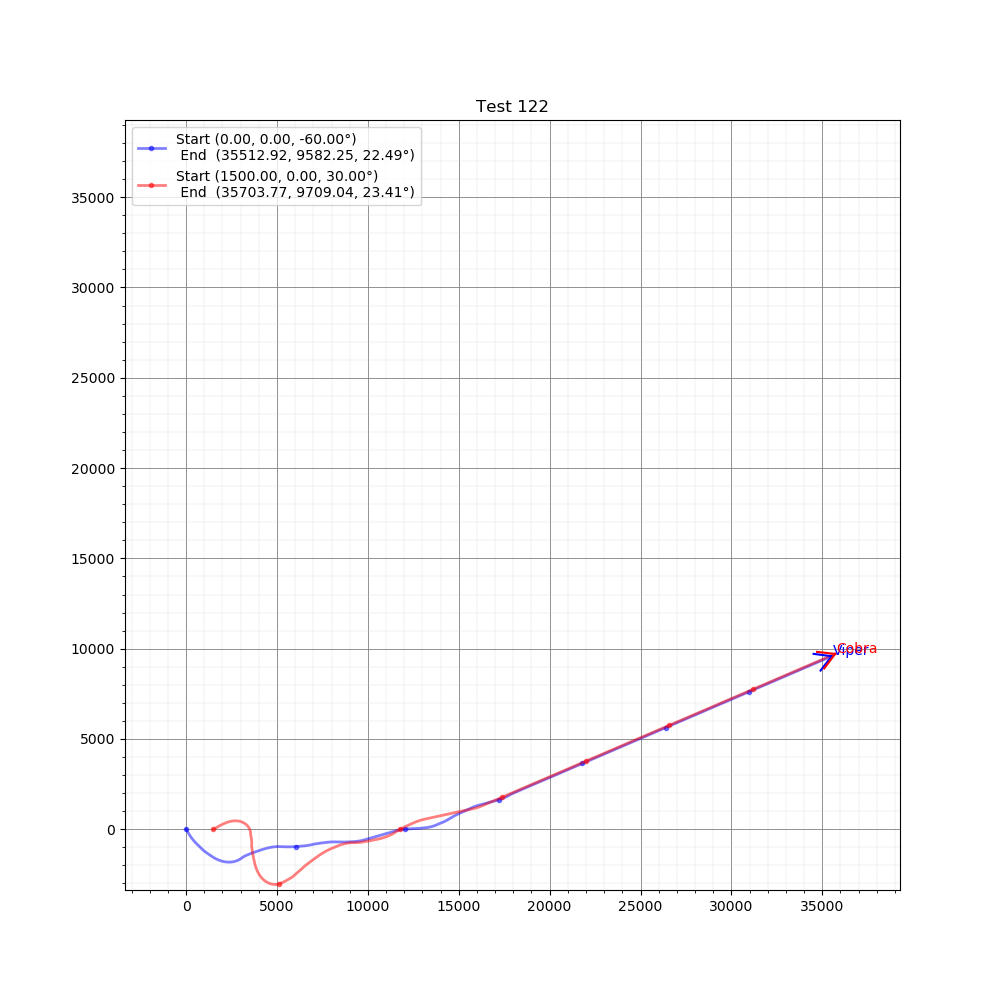 Test 122
Start (0.00, 0.00, -60.00°)
End  (35512.92, 9582.25, 22.49°)
Start (1500.00, 0.00, 30.00°)
End  (35703.77, 9709.04, 23.41°)
35000
30000
25000
20000
15000
10000
5000
0
Cobra
Viper
0 5000 10000 15000 20000 25000 30000 35000